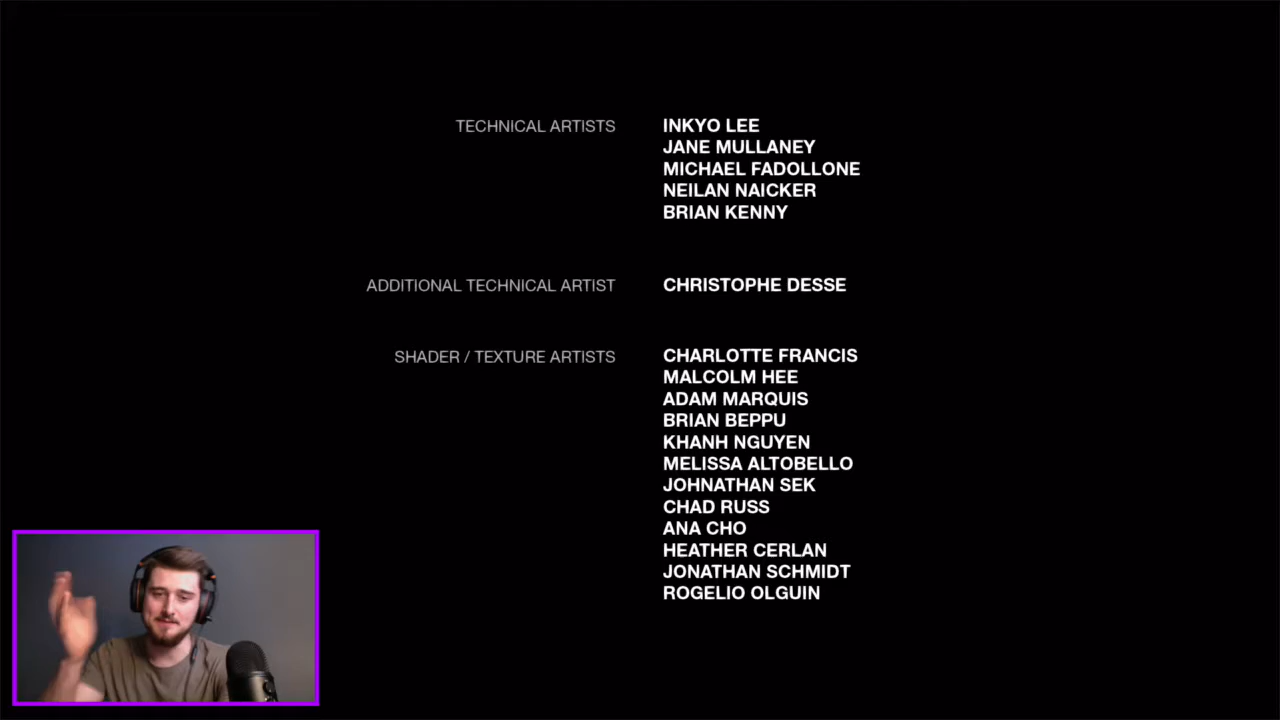 TECHNICAL ARTISTS INKYO LEE
JANE MULLANEY
MICHAEL FADOLLONE
NEILAN NAICKER
BRIAN KENNY
ADDITIONAL TECHNICAL ARTIST CHRISTOPHE DESSE
SHADER / TEXTURE ARTISTS CHARLOTTE FRANCIS
MALCOLM HEE
ADAM MARQUIS
BRIAN BEPPU
KHANH NGUYEN
MELISSA ALTOBELLO
JOHNATHAN SEK
CHAD RUSS
ANA CHO
HEATHER CERLAN
JONATHAN SCHMIDT
ROGELIO OLGUIN